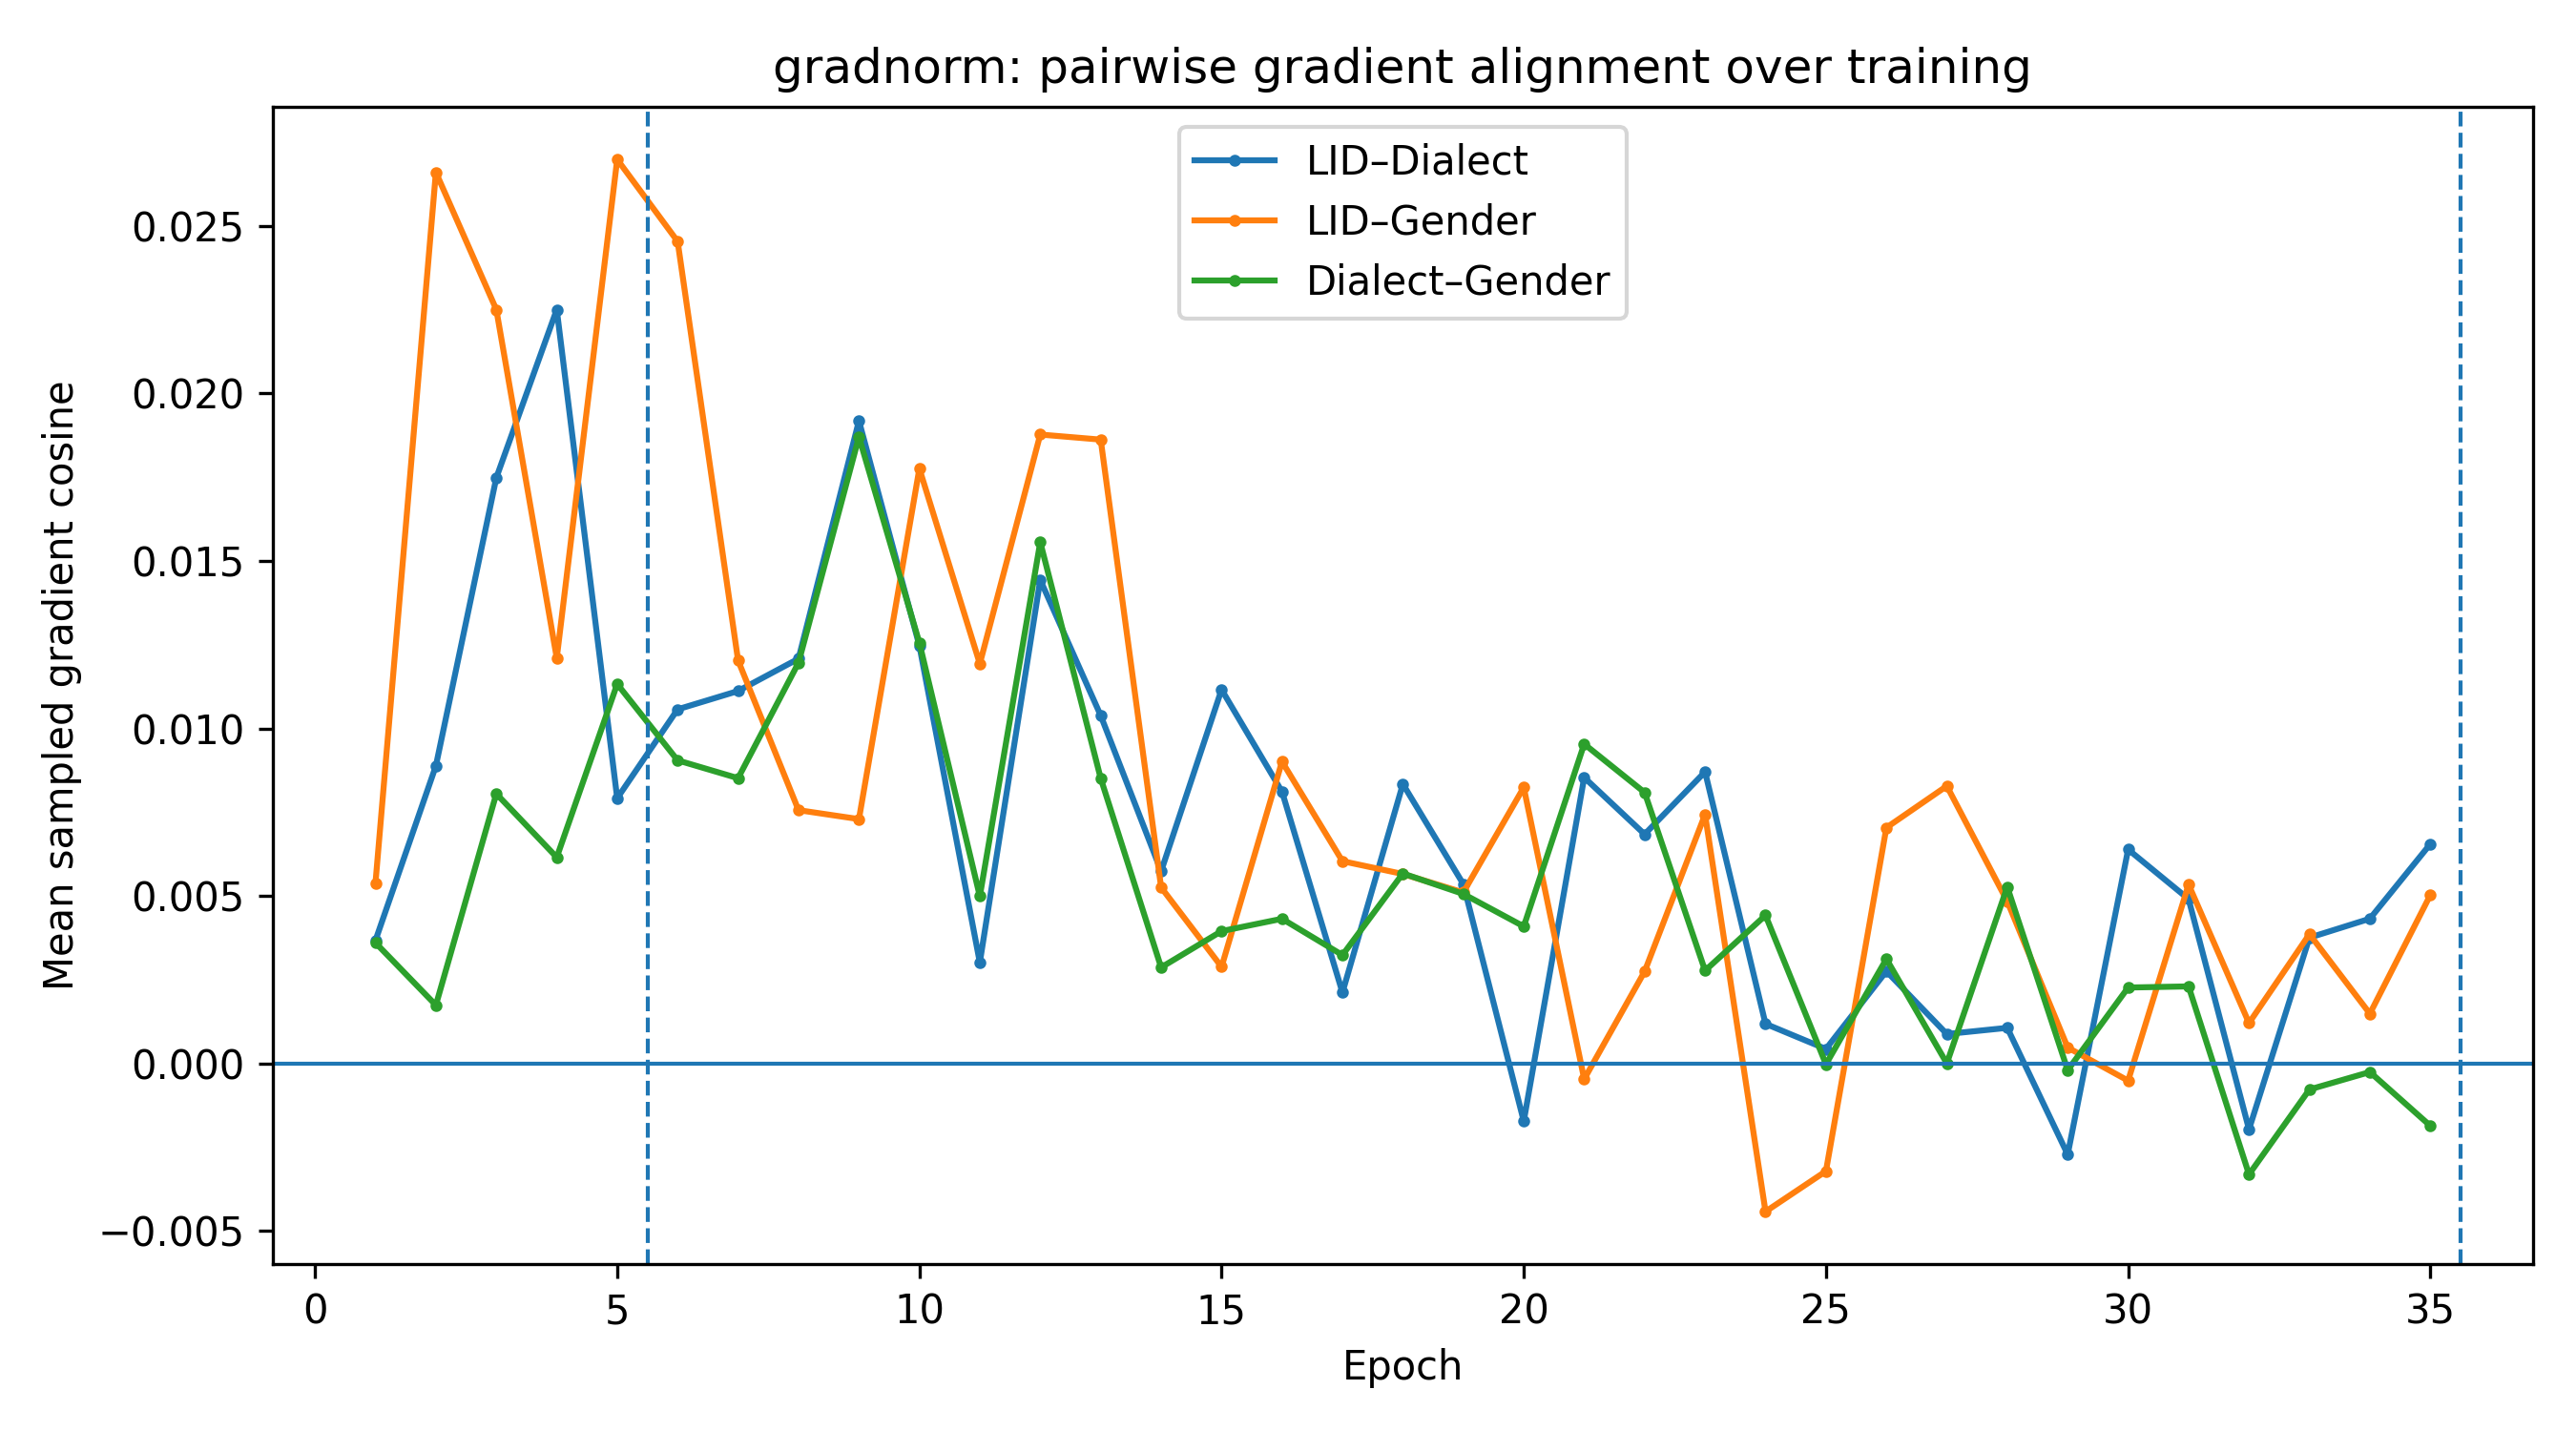 gradnorm: pairwise gradient alignment over training
LID–Dialect
LID–Gender
Dialect–Gender
Mean sampled gradient cosine
0.025
0.020
0.015
0.010
0.005
0.000
−0.005
0 5 10 15 20 25 30 35
Epoch